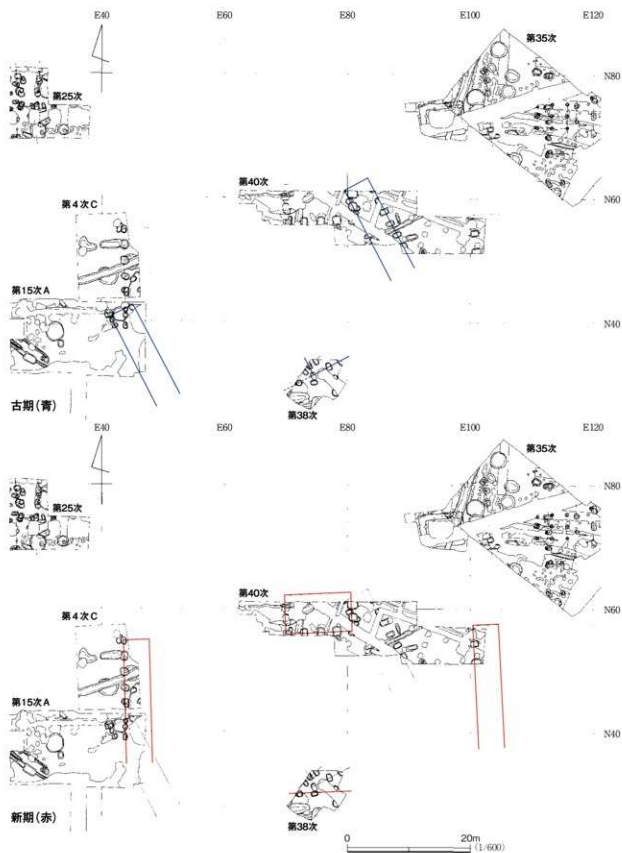 E40
E60
E80
E100
E120
第35次
N80
第25次
第40次
N60
第4次C
第15次A
N40
古期(青)
第38次
E40
E60
E80
E100
E120
第35次
N80
第25次
第40次
N60
第4次C
第15次A
N40
新期(赤)
第38次
0
20m
(1/600)